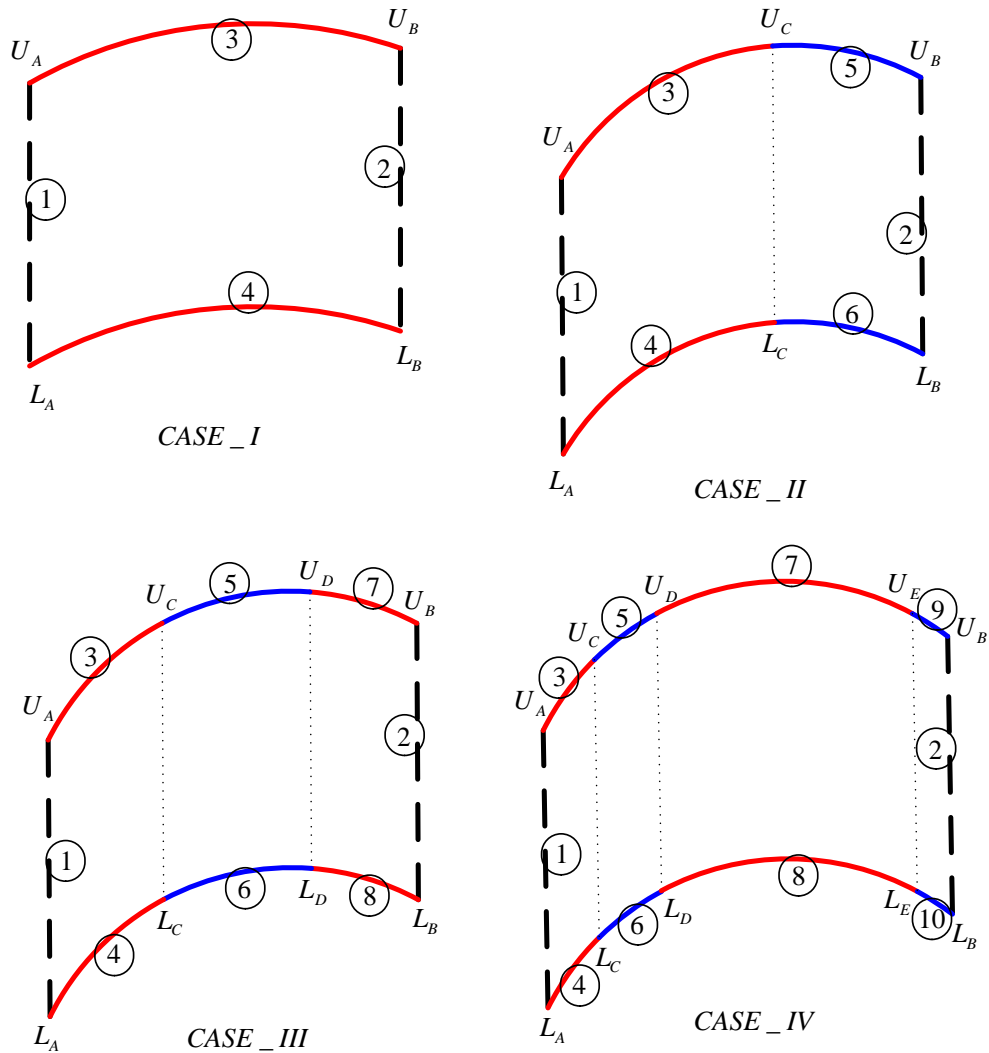 U_A
3
U_B
1
2
4
L_A
L_B
CASE _ I
U_C
U_B
3
5
U_A
1
2
4
L_C
6
L_B
L_A
CASE _ II
U_A
3
U_C
5
U_D
7
U_B
1
2
4
L_C
6
L_D
8
L_B
L_A
CASE _ III
U_A
3
U_C
5
U_D
7
U_E
9
U_B
1
2
4
L_C
6
L_D
8
L_E
10
L_B
L_A
CASE _ IV